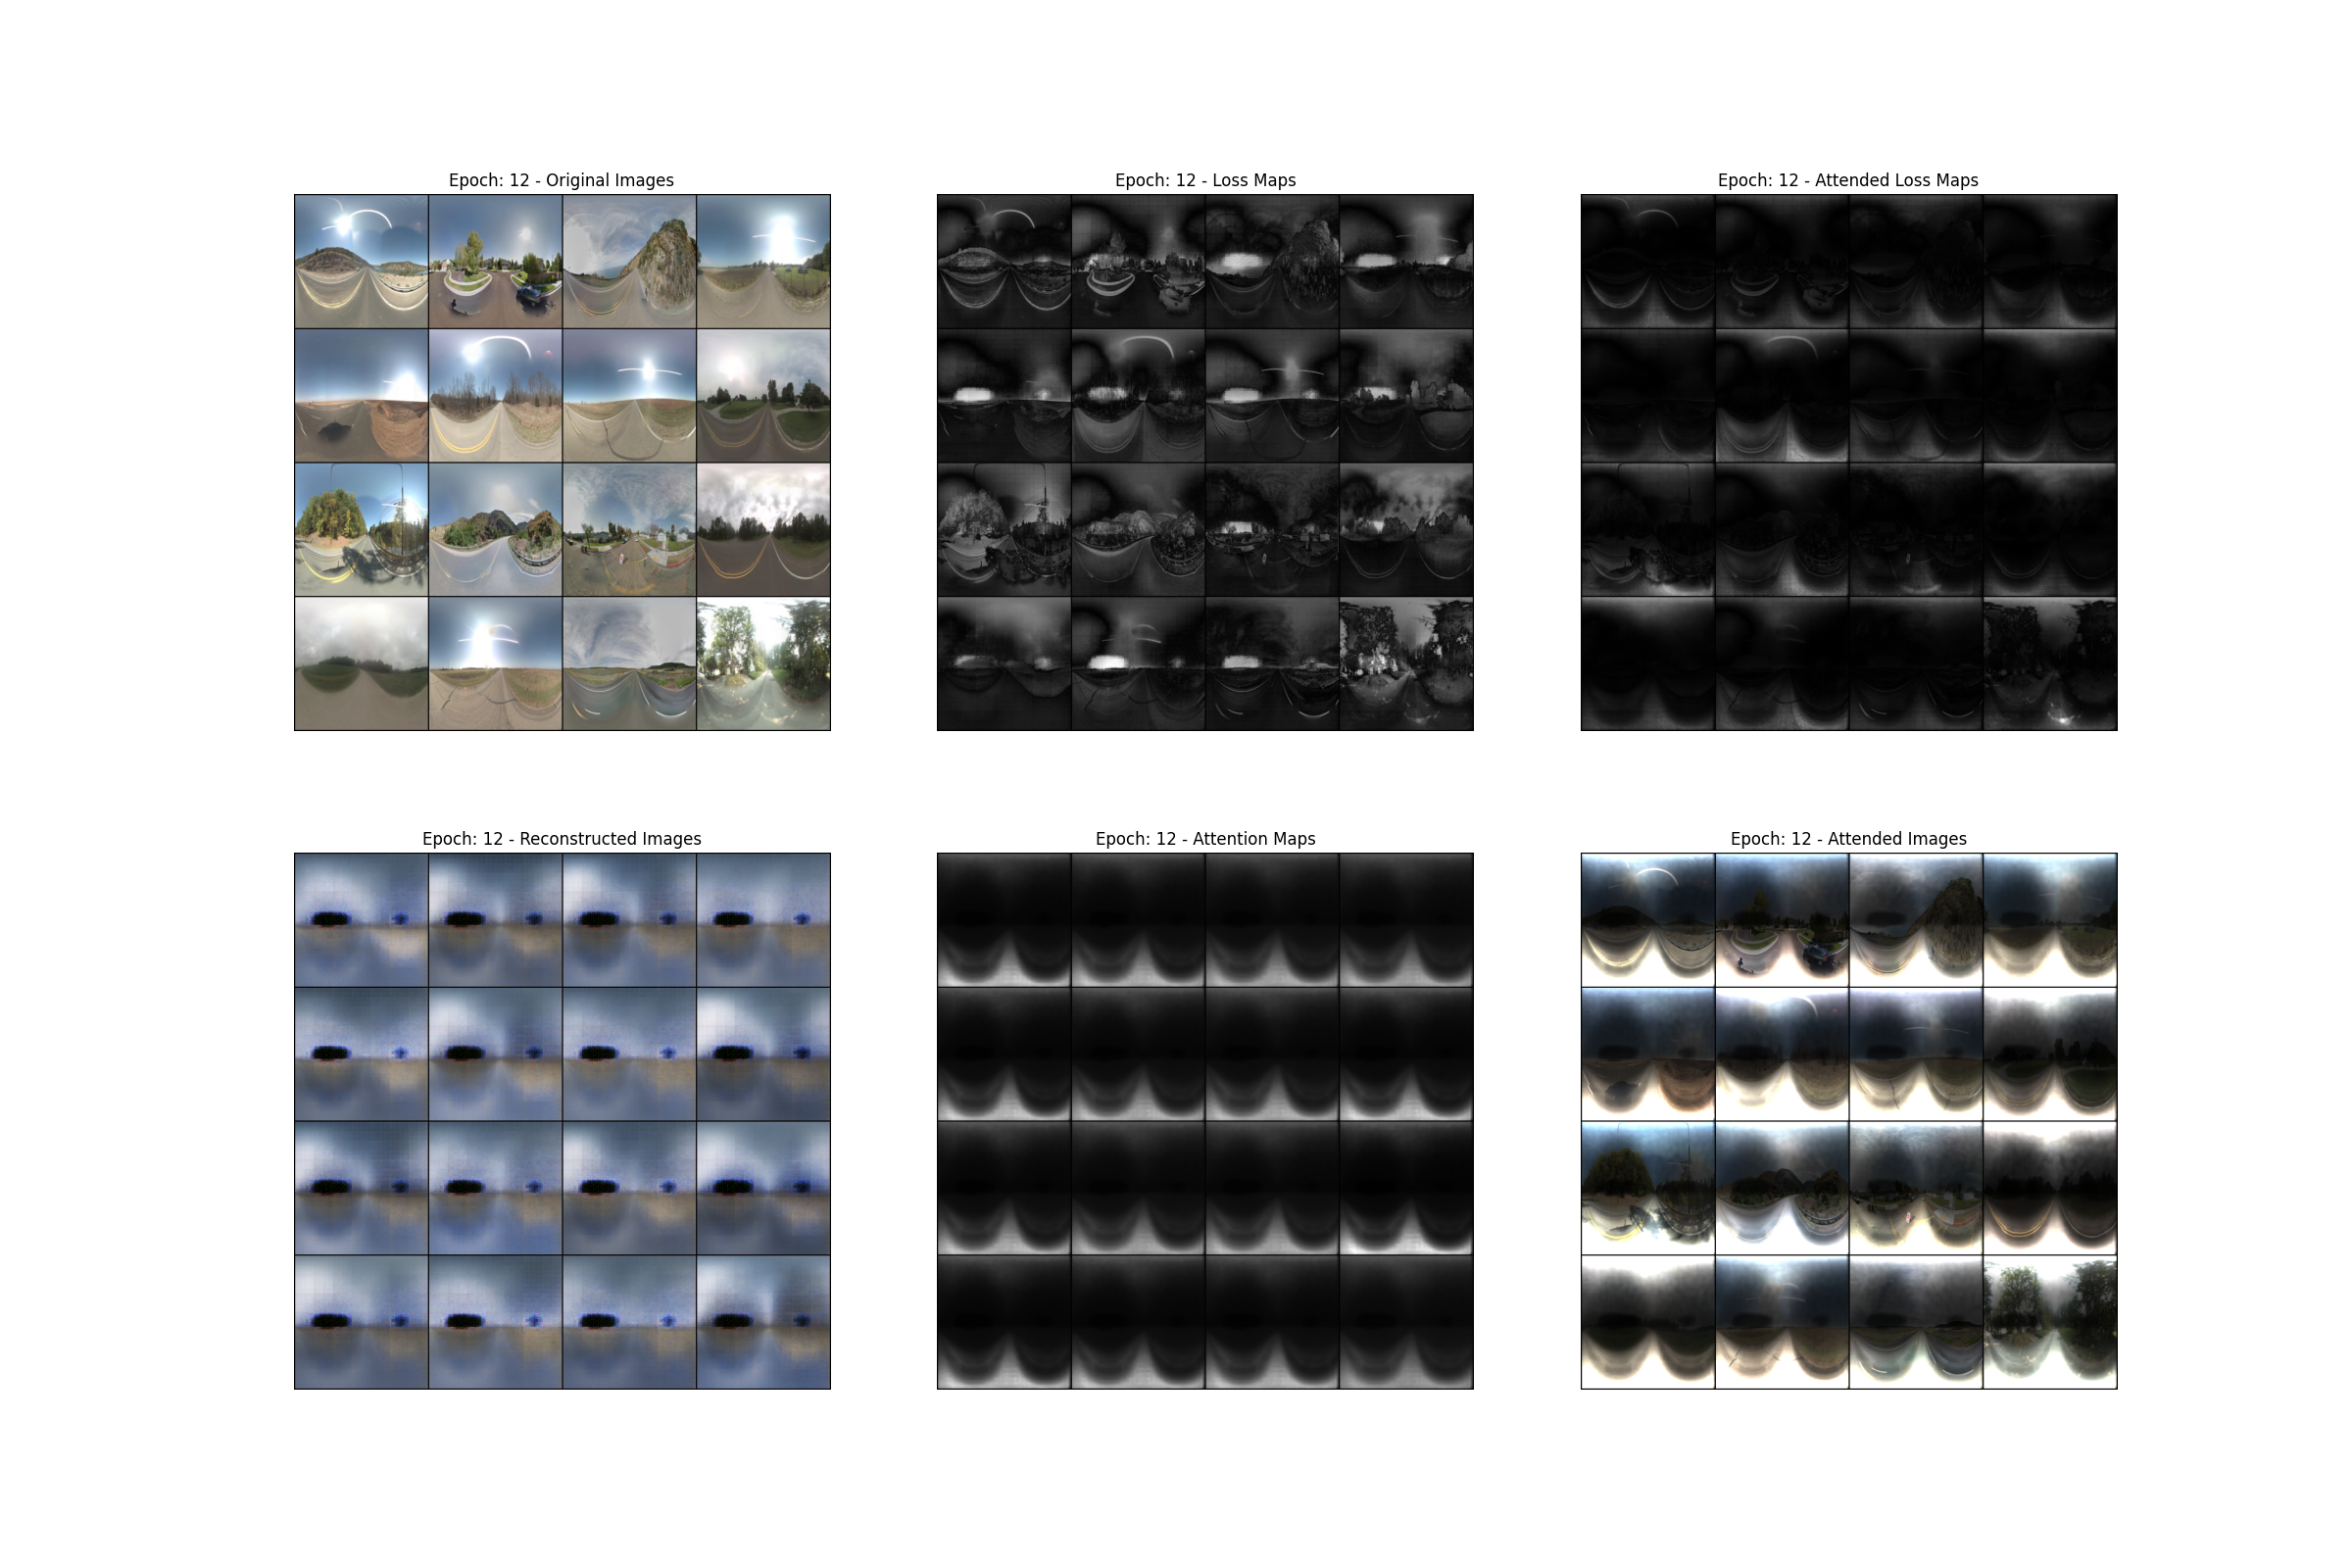 Epoch: 12 - Original Images
Epoch: 12 - Loss Maps
Epoch: 12 - Attended Loss Maps
Epoch: 12 - Reconstructed Images
Epoch: 12 - Attention Maps
Epoch: 12 - Attended Images